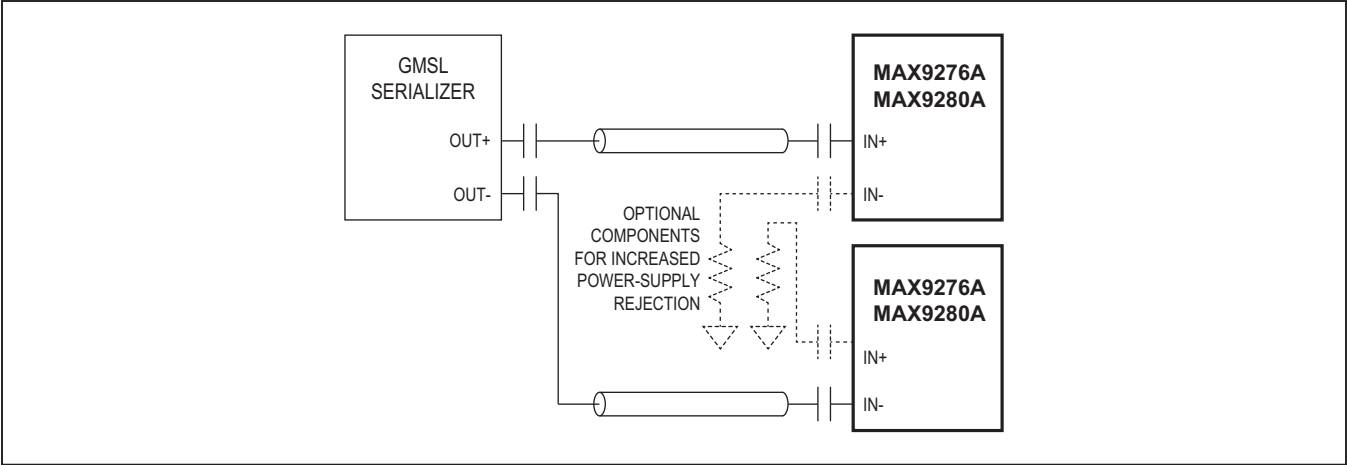 GMSL
SERIALIZER
OUT+
OUT-
MAX9276A
MAX9280A
IN+
IN-
OPTIONAL
COMPONENTS
FOR INCREASED
POWER-SUPPLY
REJECTION
MAX9276A
MAX9280A
IN+
IN-